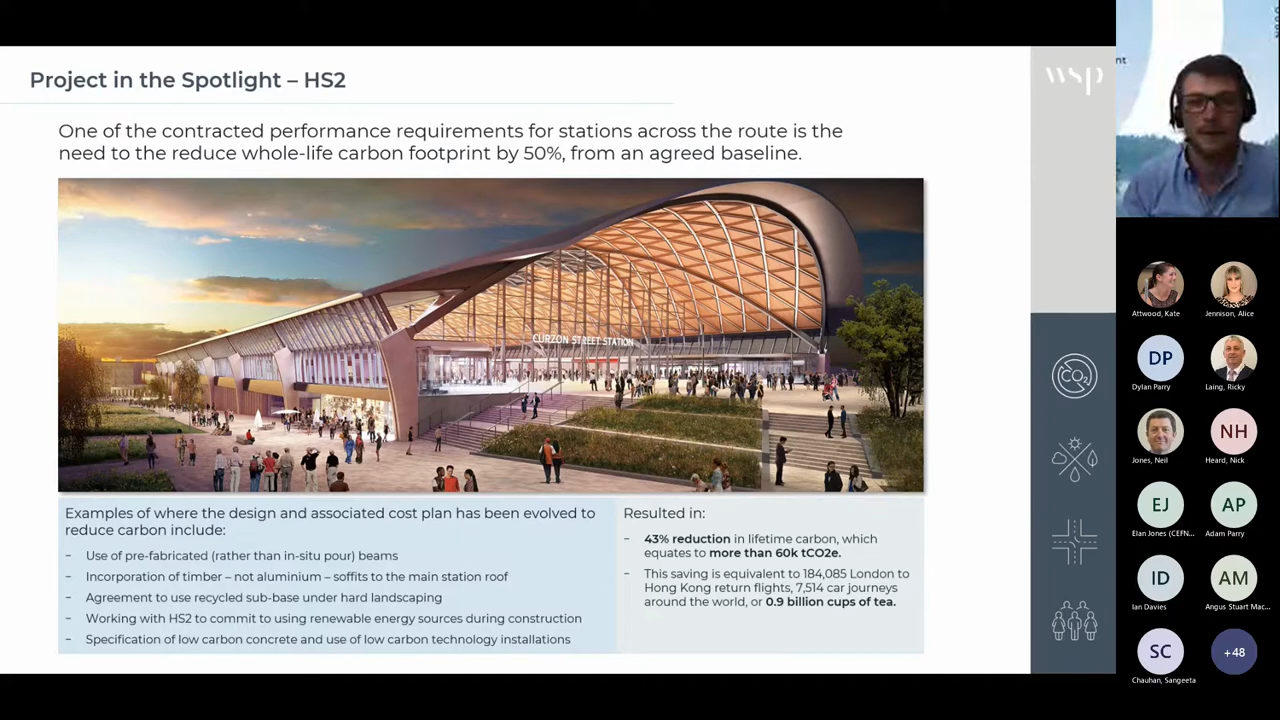 Project in the Spotlight – HS2
wsp
nt
One of the contracted performance requirements for stations across the route is the
need to the reduce whole-life carbon footprint by 50%, from an agreed baseline.
CURZON STREET STATION
Examples of where the design and associated cost plan has been evolved to
reduce carbon include:
− Use of pre-fabricated (rather than in-situ pour) beams
− Incorporation of timber – not aluminium – soffits to the main station roof
− Agreement to use recycled sub-base under hard landscaping
− Working with HS2 to commit to using renewable energy sources during construction
− Specification of low carbon concrete and use of low carbon technology installations
Resulted in:
− 43% reduction in lifetime carbon, which
equates to more than 60k tCO2e.
− This saving is equivalent to 184,085 London to
Hong Kong return flights, 7,514 car journeys
around the world, or 0.9 billion cups of tea.
CO2
Attwood, Kate
Jennison, Alice
DP
Dylan Parry
Laing, Ricky
Jones, Neil
NH
Heard, Nick
EJ
Elan Jones (CEFN...
AP
Adam Parry
ID
Ian Davies
AM
Angus Stuart Mac...
SC
Chauhan, Sangeeta
+48